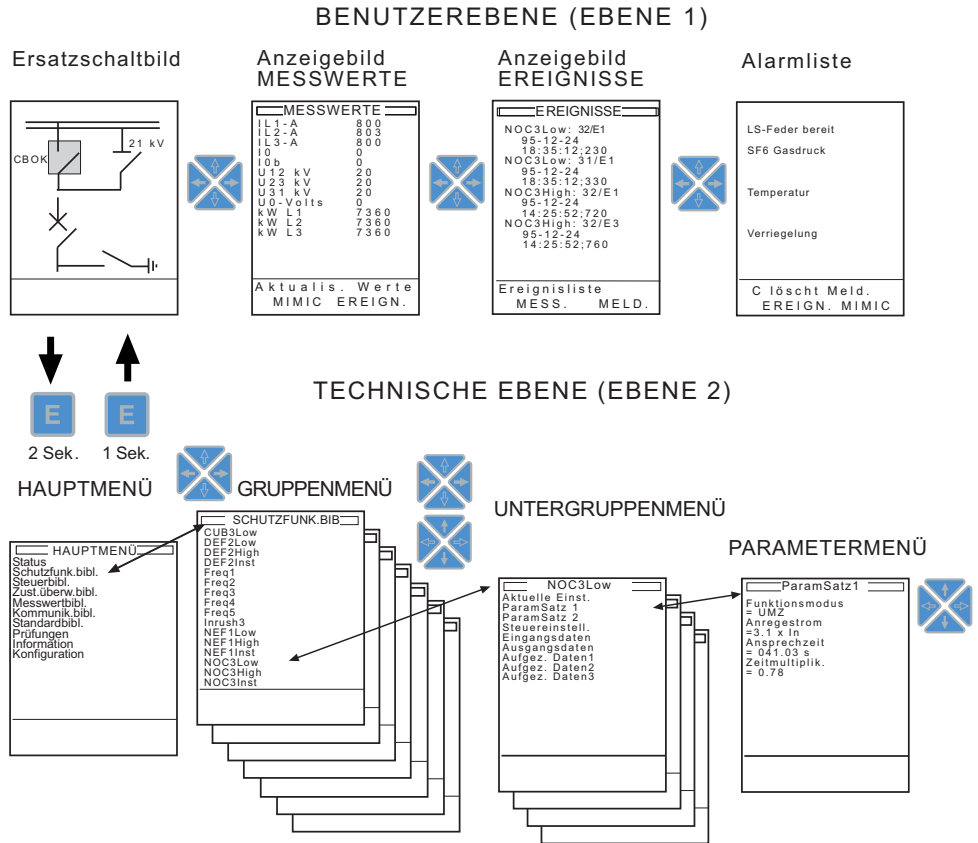 BENUTZEREBENE (EBENE 1)
Ersatzschaltbild
CBOK
21 kV
Anzeigebild
MESSWERTE
MESSWERTE
IL1-A 800
IL2-A 803
IL3-A 800
I0 0
I0b 0
U12 kV 20
U23 kV 20
U31 kV 20
U0-Volts 0
kW L1 7360
kW L2 7360
kW L3 7360
Aktualis. Werte
MIMIC EREIGN.
Anzeigebild
EREIGNISSE
EREIGNISSE
NOC3Low: 32/E1
95-12-24
18:35:12;230
NOC3Low: 31/E1
95-12-24
18:35:12;330
NOC3High: 32/E1
95-12-24
14:25:52;720
NOC3High: 32/E3
95-12-24
14:25:52;760
Ereignisliste
MESS. MELD.
Alarmliste
LS-Feder bereit
SF6 Gasdruck
Temperatur
Verriegelung
C löscht Meld.
EREIGN. MIMIC
E
E
2 Sek.
1 Sek.
TECHNISCHE EBENE (EBENE 2)
HAUPTMENÜ
HAUPTMENÜ
Status
Schutzfunk.bibl.
Steuerbibl.
Zust.überw.bibl.
Messwertbibl.
Kommunik.bibl.
Standardbibl.
Prüfungen
Information
Konfiguration
GRUPPENMENÜ
SCHUTZFUNK.BIB
CUB3Low
DEF2Low
DEF2High
DEF2Inst
Freq1
Freq2
Freq3
Freq4
Freq5
Inrush3
NEF1Low
NEF1High
NEF1Inst
NOC3Low
NOC3High
NOC3Inst
UNTERGRUPPENMENÜ
NOC3Low
Aktuelle Einst.
ParamSatz 1
ParamSatz 2
Steuereinstell.
Eingangsdaten
Ausgangsdaten
Aufgez. Daten1
Aufgez. Daten2
Aufgez. Daten3
PARAMETERMENÜ
ParamSatz1
Funktionsmodus
= UMZ
Anregestrom
=3.1 x In
Ansprechzeit
= 041.03 s
Zeitmultiplik.
= 0.78